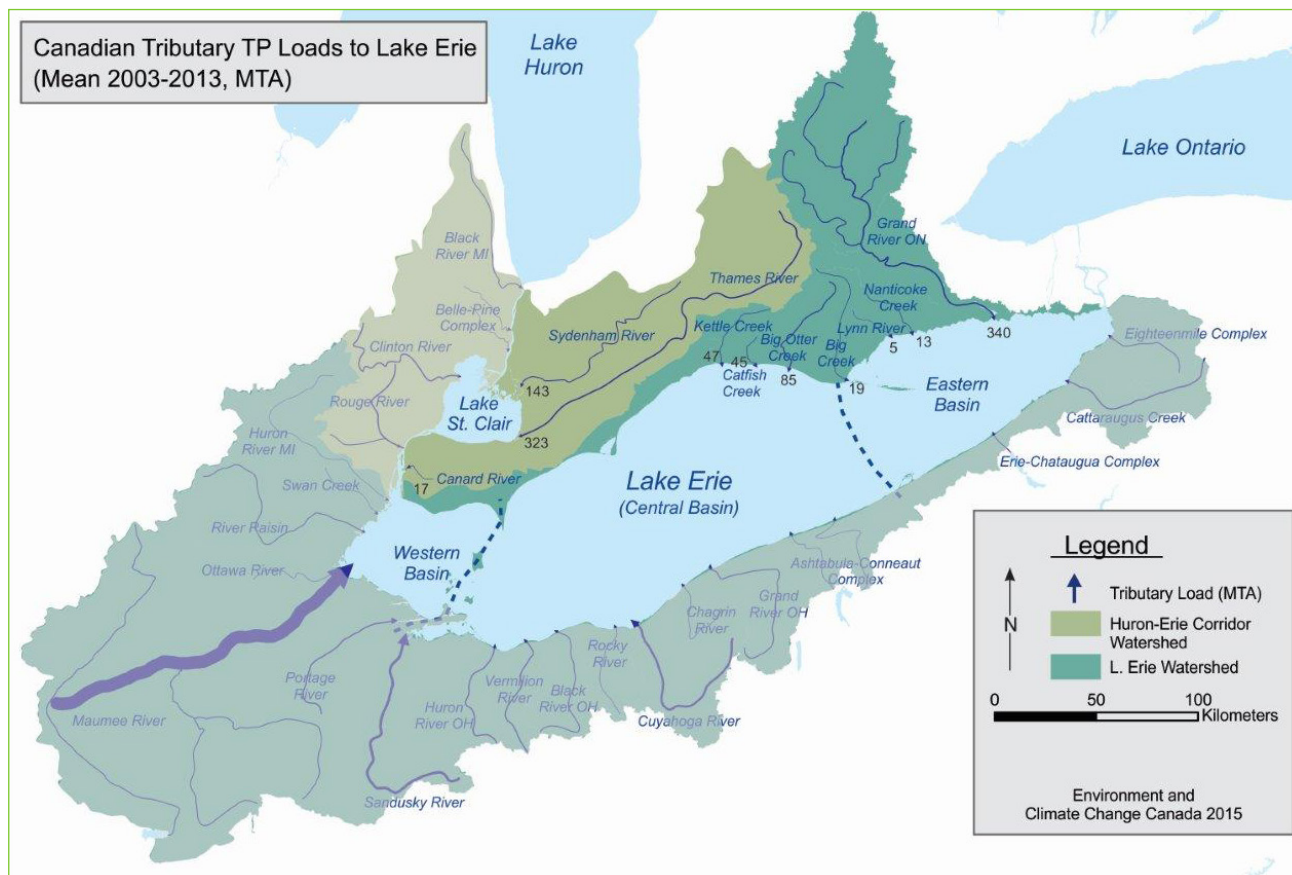 Canadian Tributary TP Loads to Lake Erie
(Mean 2003-2013, MTA)
Lake
Huron
Lake Ontario
Black
River MI
Belle-Pine
Complex
Clinton River
Rouge River
Huron
River MI
Swan Creek
River Raisin
Ottawa River
Lake
St. Clair
Sydenham River
143
Thames River
323
Canard River
17
Grand
River ON
340
Nanticoke
Creek
13
Lynn River
5
Big
Creek
19
Big Otter
Creek
85
Kettle Creek
47
45
Catfish
Creek
Eastern
Basin
Lake Erie
(Central Basin)
Western
Basin
Eighteenmile Complex
Cattaraugus Creek
Erie-Chataugua Complex
Ashtabula-Conneaut
Complex
Grand
River OH
Chagrin
River
Cuyahoga River
Rocky
River
Black
River OH
Vermilion
River
Huron
River OH
Sandusky River
Portage
River
Maumee River
Legend
N
Tributary Load (MTA)
Huron-Erie Corridor
Watershed
L. Erie Watershed
0 50 100
Kilometers
Environment and
Climate Change Canada 2015